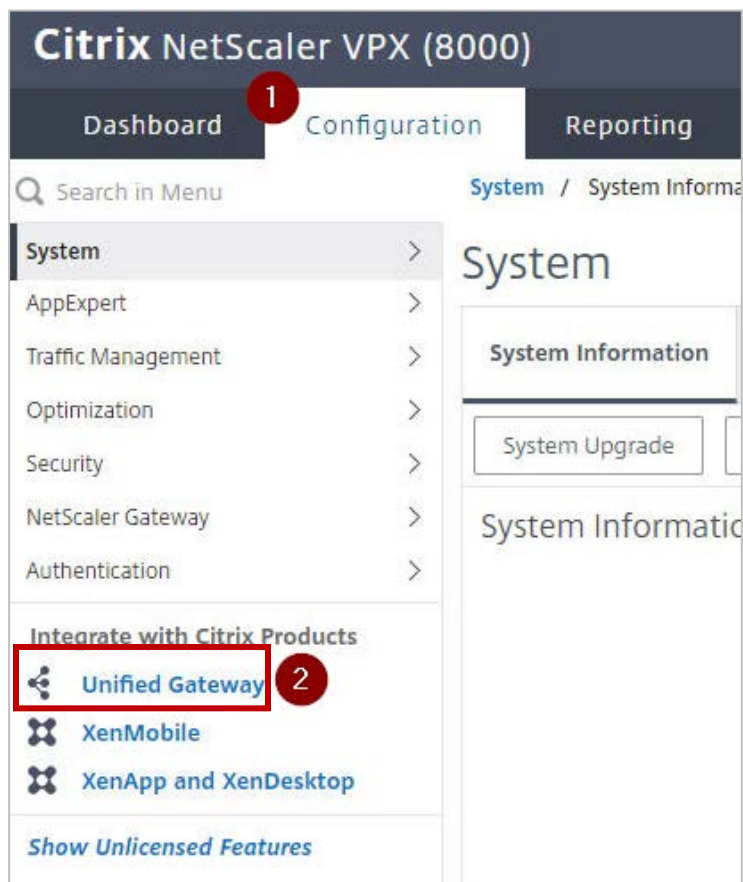 Citrix NetScaler VPX (8000)
1
Dashboard Configuration Reporting
Search in Menu
System / System Informa
System
AppExpert
Traffic Management
Optimization
Security
NetScaler Gateway
Authentication
Integrate with Citrix Products
Unified Gateway 2
XenMobile
XenApp and XenDesktop
Show Unlicensed Features
System
System Information
System Upgrade
System Informatic